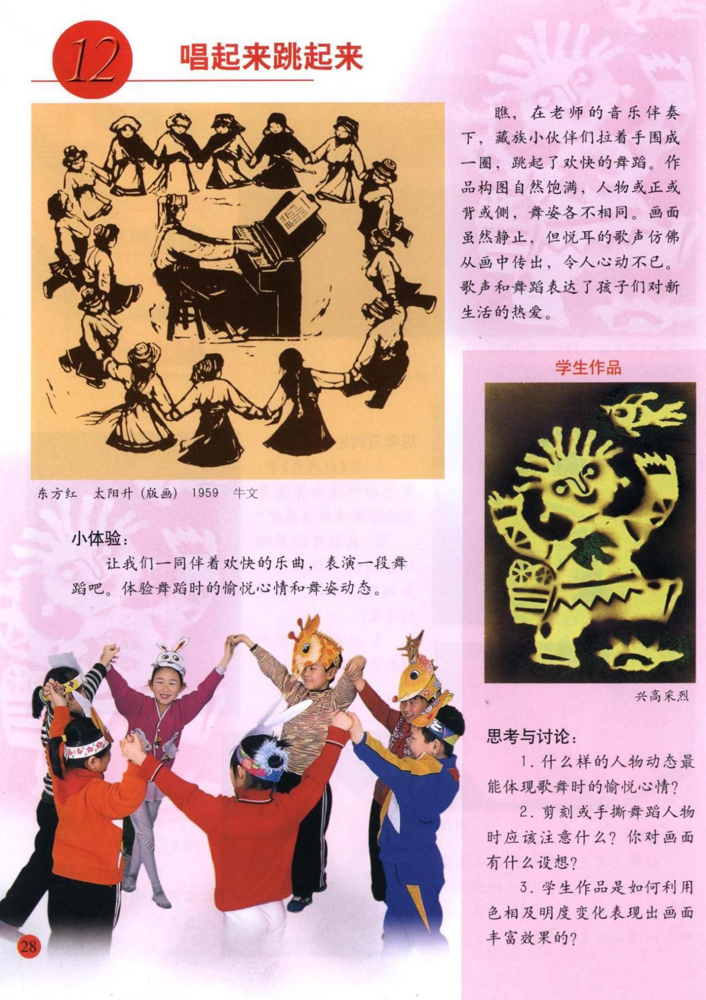 12
唱起来跳起来
瞧，在老师的音乐伴奏
下，藏族小伙伴们拉着手围成
一圈，跳起了欢快的舞蹈。作
品构图自然饱满，人物或正或
背或侧，舞姿各不相同。画面
虽然静止，但悦耳的歌声仿佛
从画中传出，令人心动不已。
歌声和舞蹈表达了孩子们对新
生活的热爱。
东方红 太阳升(版画) 1959 牛文
小体验：
让我们一同伴着欢快的乐曲，表演一段舞
蹈吧。体验舞蹈时的愉悦心情和舞姿动态。
学生作品
兴高采烈
思考与讨论：
1. 什么样的人物动态最
能体现歌舞时的愉悦心情？
2. 剪刻或手撕舞蹈人物
时应该注意什么？你对画面
有什么设想？
3. 学生作品是如何利用
色相及明度变化表现出画面
丰富效果的？
28